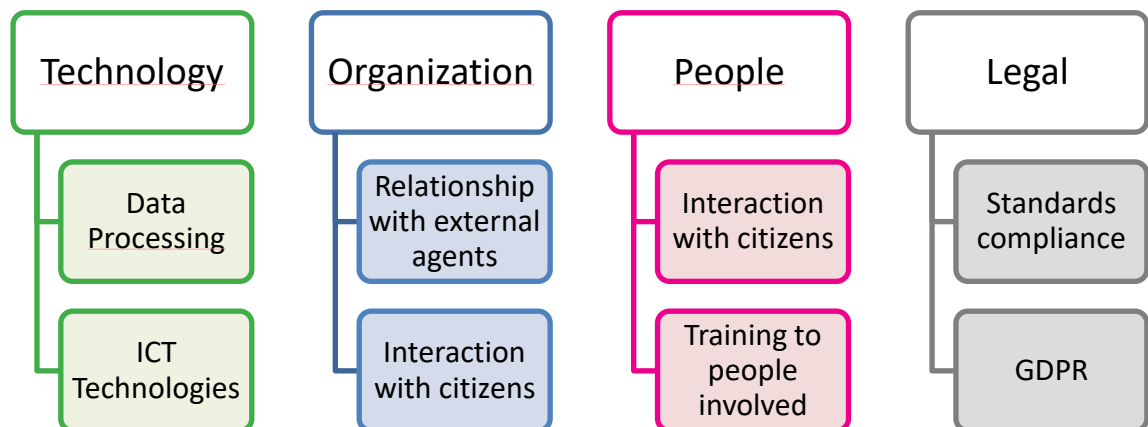 Technology
Data
Processing
ICT
Technologies
Organization
Relationship
with external
agents
Interaction
with citizens
People
Interaction
with citizens
Training to
people
involved
Legal
Standards
compliance
GDPR